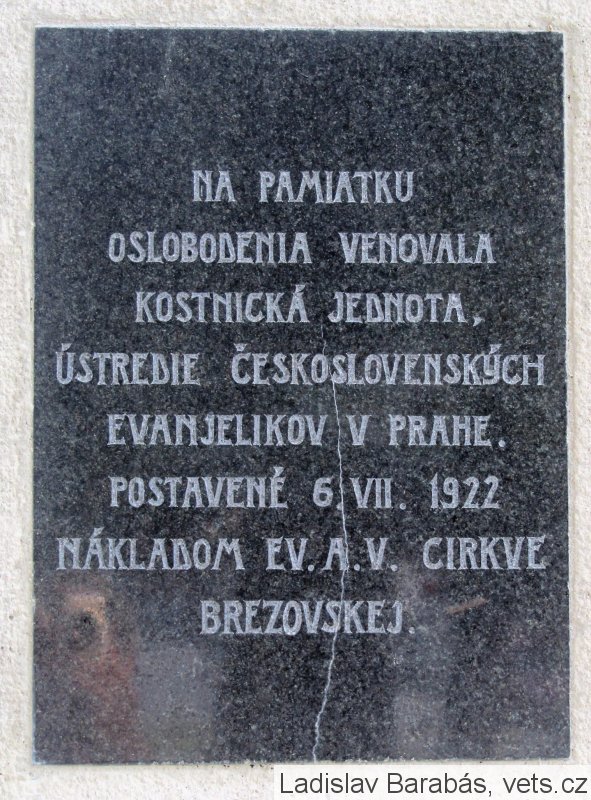 NA PAMIATKU
OSLOBODENIA VENOVALA
KOSTNICKÁ JEDNOTA,
ÚSTREDIE ČESKOSLOVENSKÝCH
EVANJELIKOV V PRAHE.
POSTAVENÉ 6 VII. 1922
NÁKLADOM EV. A. V. CIRKVE
BREZOVSKEJ.
Ladislav Barabás, vets.cz